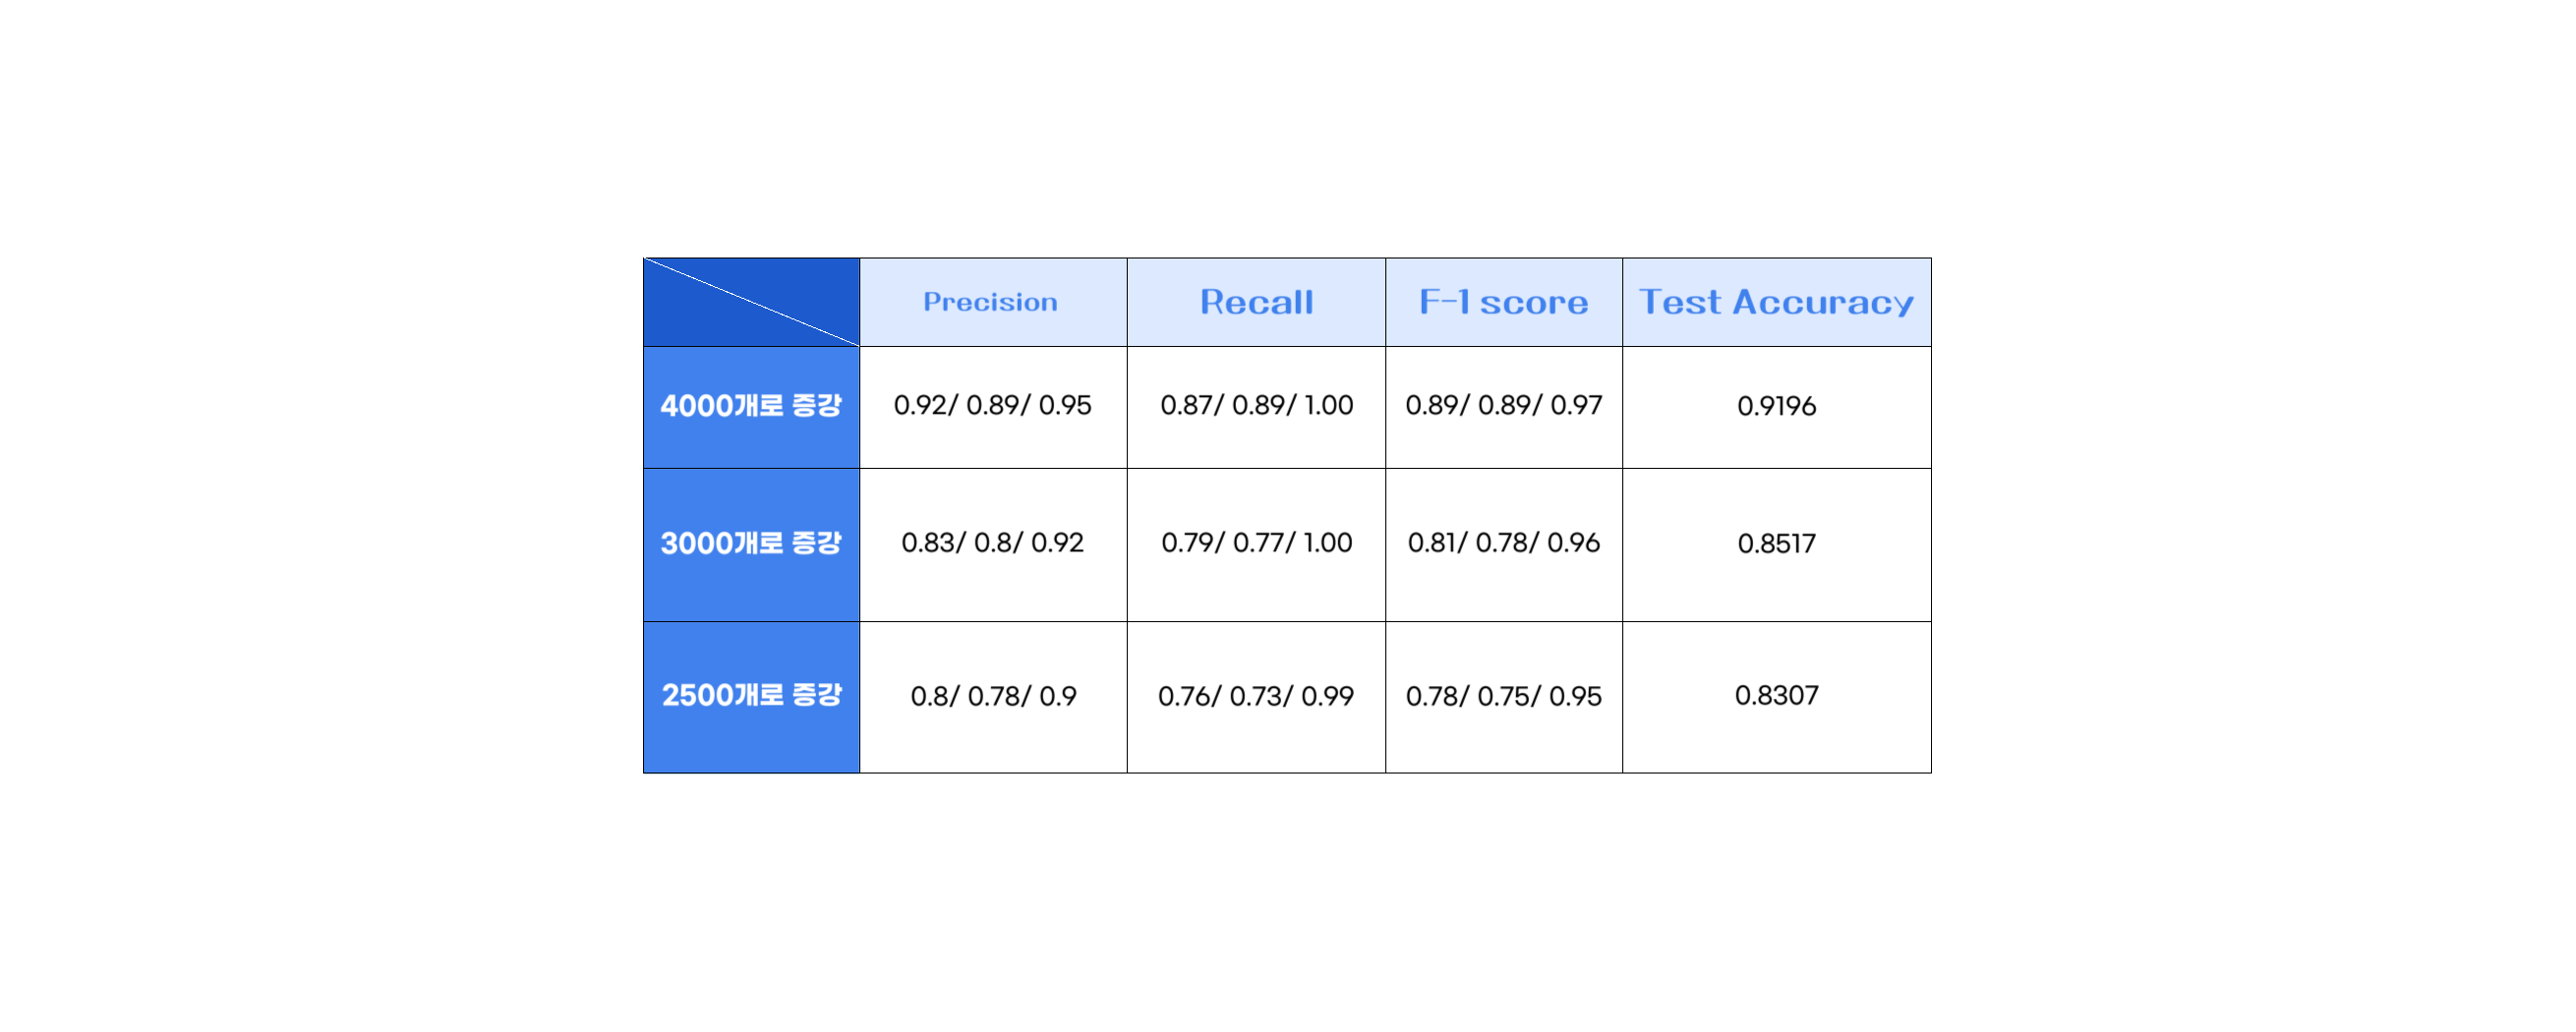 Precision Recall F-1 score Test Accuracy
4000개로 증강 0.92/ 0.89/ 0.95 0.87/ 0.89/ 1.00 0.89/ 0.89/ 0.97 0.9196
3000개로 증강 0.83/ 0.8/ 0.92 0.79/ 0.77/ 1.00 0.81/ 0.78/ 0.96 0.8517
2500개로 증강 0.8/ 0.78/ 0.9 0.76/ 0.73/ 0.99 0.78/ 0.75/ 0.95 0.8307